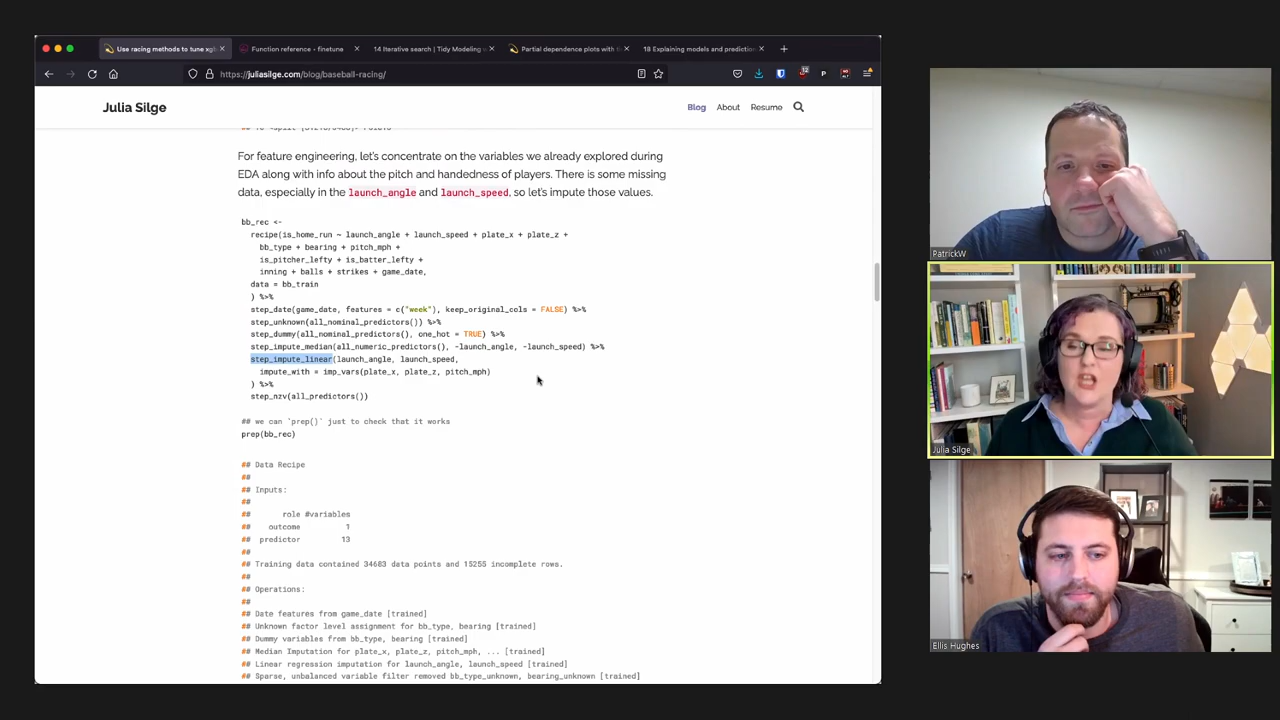 Use racing methods to tune xgb
Function reference - finetune
14 Iterative search | Tidy Modeling w
Partial dependence plots with t
18 Explaining models and prediction
https://juliasilge.com/blog/baseball-racing/
12
P
Julia Silge
Blog
About
Resume
For feature engineering, let's concentrate on the variables we already explored during
EDA along with info about the pitch and handedness of players. There is some missing
data, especially in the launch_angle and launch_speed, so let's impute those values.
bb_rec <-
recipe(is_home_run ~ launch_angle + launch_speed + plate_x + plate_z +
bb_type + bearing + pitch_mph +
is_pitcher_lefty + is_batter_lefty +
inning + balls + strikes + game_date,
data = bb_train
) %>%
step_date(game_date, features = c("week"), keep_original_cols = FALSE) %>%
step_unknown(all_nominal_predictors()) %>%
step_dummy(all_nominal_predictors(), one_hot = TRUE) %>%
step_impute_median(all_numeric_predictors(), -launch_angle, -launch_speed) %>%
step_impute_linear(launch_angle, launch_speed,
impute_with = imp_vars(plate_x, plate_z, pitch_mph)
) %>%
step_nzv(all_predictors())
## we can `prep()` just to check that it works
prep(bb_rec)
## Data Recipe
##
## Inputs:
##
## role #variables
## outcome 1
## predictor 13
##
## Training data contained 34683 data points and 15255 incomplete rows.
##
## Operations:
##
## Date features from game_date [trained]
## Unknown factor level assignment for bb_type, bearing [trained]
## Dummy variables from bb_type, bearing [trained]
## Median Imputation for plate_x, plate_z, pitch_mph, ... [trained]
## Linear regression imputation for launch_angle, launch_speed [trained]
## Sparse, unbalanced variable filter removed bb_type_unknown, bearing_unknown [trained]
PatrickW
Julia Silge
Ellis Hughes